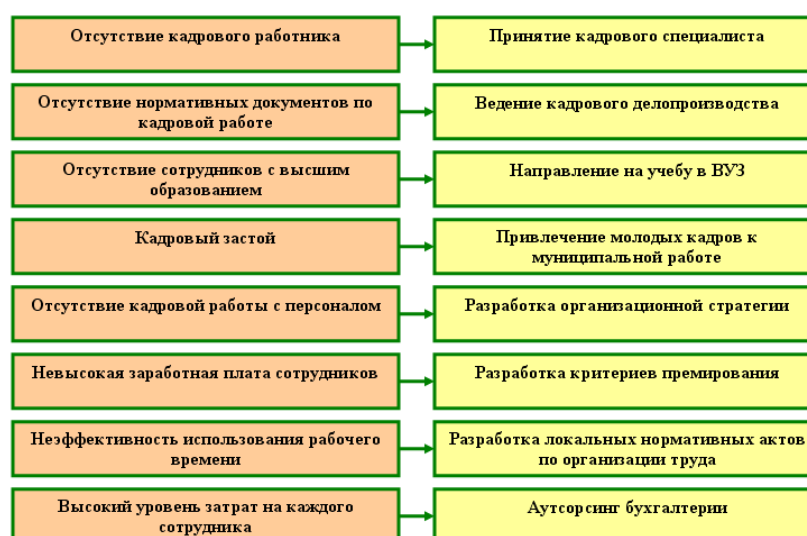 Отсутствие кадрового работника
Принятие кадрового специалиста
Отсутствие нормативных документов по
кадровой работе
Ведение кадрового делопроизводства
Отсутствие сотрудников с высшим
образованием
Направление на учебу в ВУЗ
Кадровый застой
Привлечение молодых кадров к
муниципальной работе
Отсутствие кадровой работы с персоналом
Разработка организационной стратегии
Невысокая заработная плата сотрудников
Разработка критериев премирования
Неэффективность использования рабочего
времени
Разработка локальных нормативных актов
по организации труда
Высокий уровень затрат на каждого
сотрудника
Аутсорсинг бухгалтерии